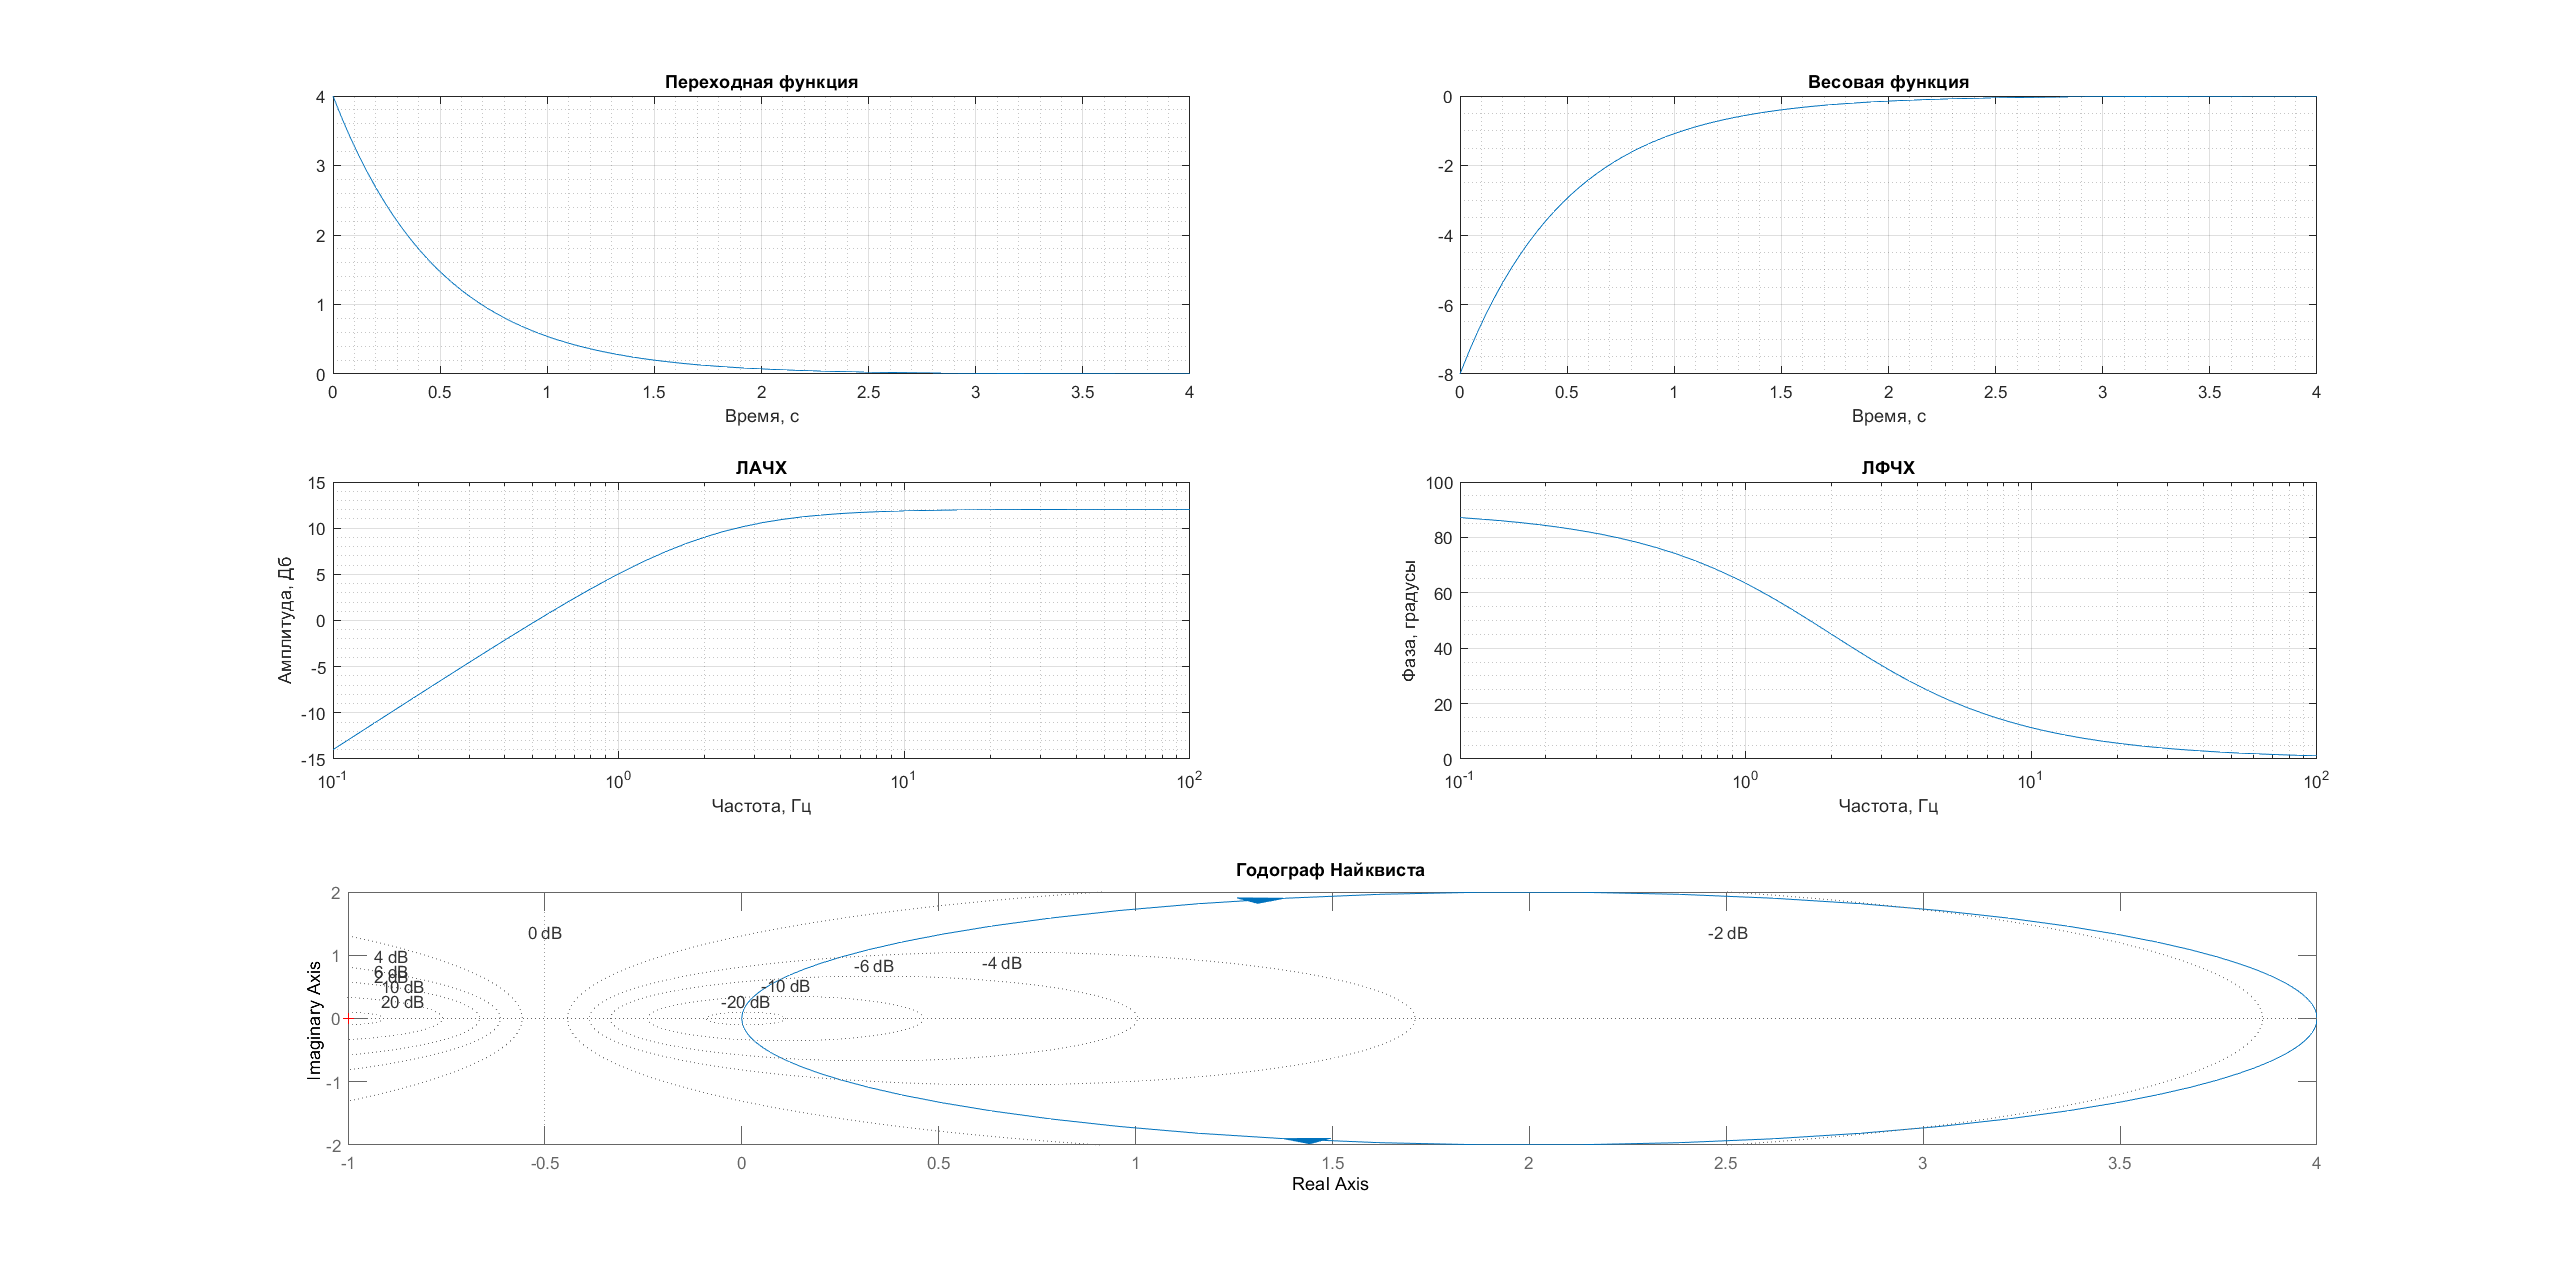 Переходная функция
4
3
2
1
0
0 0.5 1 1.5 2 2.5 3 3.5 4
Время, с
Весовая функция
0
-2
-4
-6
-8
0 0.5 1 1.5 2 2.5 3 3.5 4
Время, с
ЛАЧХ
Амплитуда, Дб
15
10
5
0
-5
-10
-15
10-1 100 101 102
Частота, Гц
ЛФЧХ
Фаза, градусы
100
80
60
40
20
0
10-1 100 101 102
Частота, Гц
Годограф Найквиста
Imaginary Axis
2
1
0
-1
-2
0 dB
-2 dB
4 dB
6 dB
2 dB
10 dB
20 dB
-6 dB
-4 dB
-10 dB
-20 dB
-1 -0.5 0 0.5 1 1.5 2 2.5 3 3.5 4
Real Axis